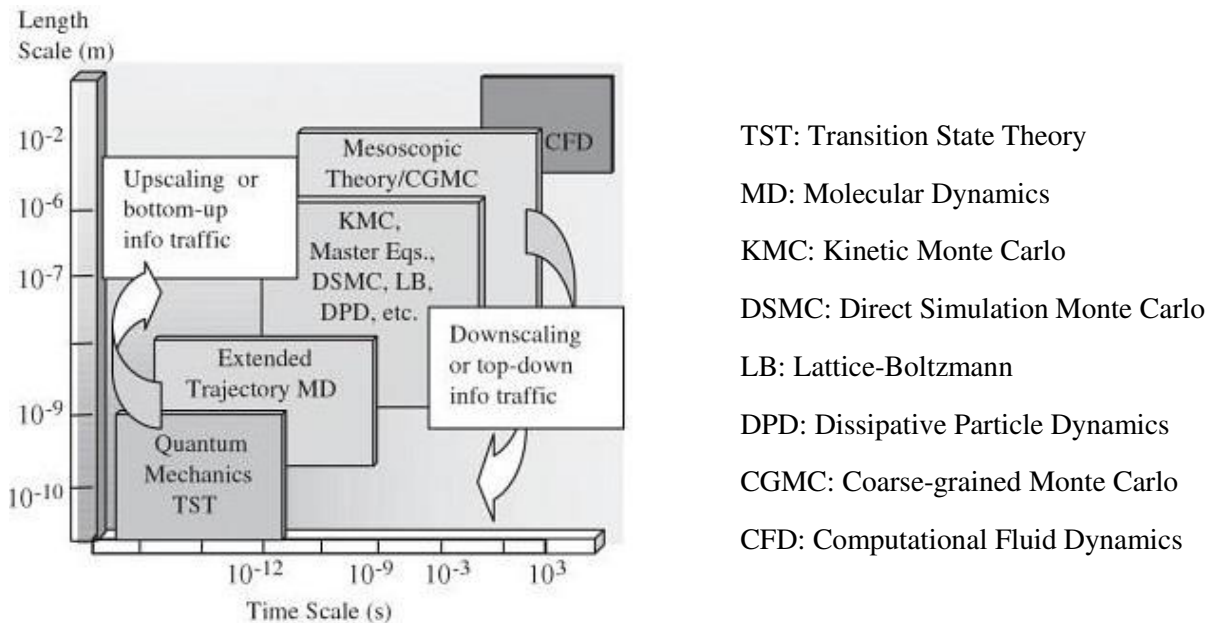 Length
Scale (m)
10-2
10-6
10-7
10-9
10-10
CFD
Mesoscopic
Theory/CGMC
Upscaling or
bottom-up
info traffic
KMC,
Master Eqs.,
DSMC, LB,
DPD, etc.
Downscaling
or top-down
info traffic
Extended
Trajectory MD
Quantum
Mechanics
TST
10-12 10-9 10-3 103
Time Scale (s)
TST: Transition State Theory
MD: Molecular Dynamics
KMC: Kinetic Monte Carlo
DSMC: Direct Simulation Monte Carlo
LB: Lattice-Boltzmann
DPD: Dissipative Particle Dynamics
CGMC: Coarse-grained Monte Carlo
CFD: Computational Fluid Dynamics